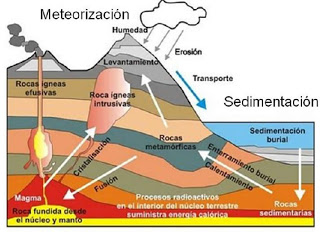 Meteorización
Humedad
Erosión
Levantamiento
Transporte
Rocas ígneas
efusivas
Roca ígneas
intrusivas
Sedimentación
Sedimentación
burial
Rocas
metamórficas
Enterramiento burial
Calentamiento
Cristalisación
Fusión
Magma
Roca fundida desde
el núcleo y manto
Procesos radioactivos
en el interior del núcleo terrestre
suministra energía calórica
Rocas
sedimentarias